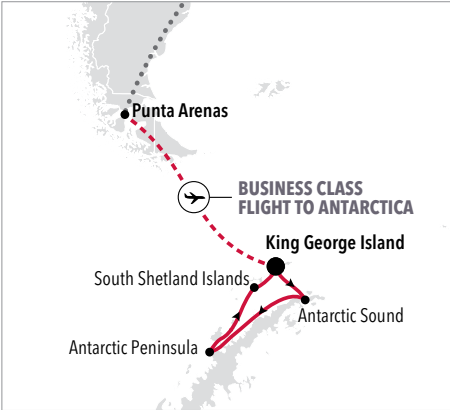 Punta Arenas
BUSINESS CLASS
FLIGHT TO ANTARCTICA
King George Island
South Shetland Islands
Antarctic Sound
Antarctic Peninsula